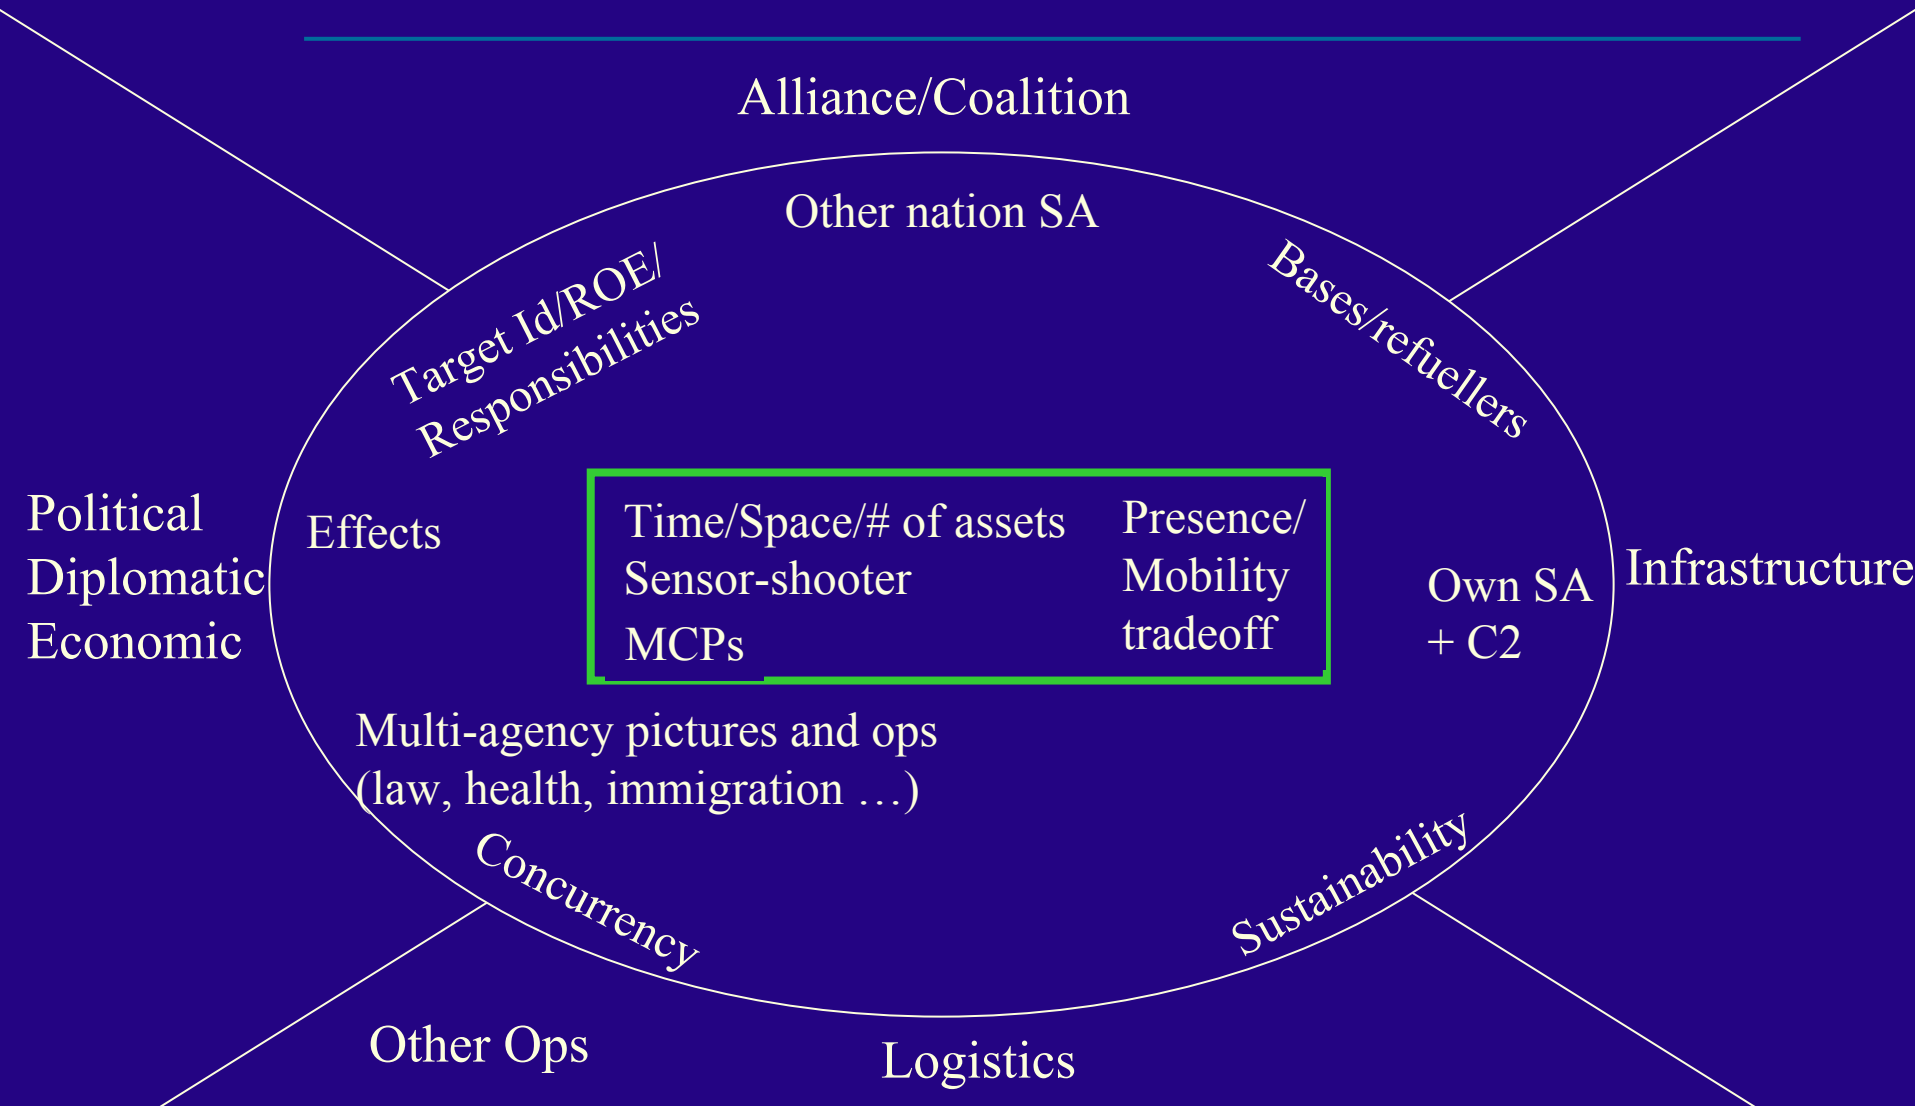 Alliance/Coalition
Other nation SA
Target Id/ROE/
Responsibilities
Bases/refuellers
Political
Diplomatic
Economic
Effects
Time/Space/# of assets
Sensor-shooter
MCPs
Presence/
Mobility
tradeoff
Own SA
+ C2
Infrastructure
Multi-agency pictures and ops
(law, health, immigration …)
Concurrency
Sustainability
Other Ops
Logistics